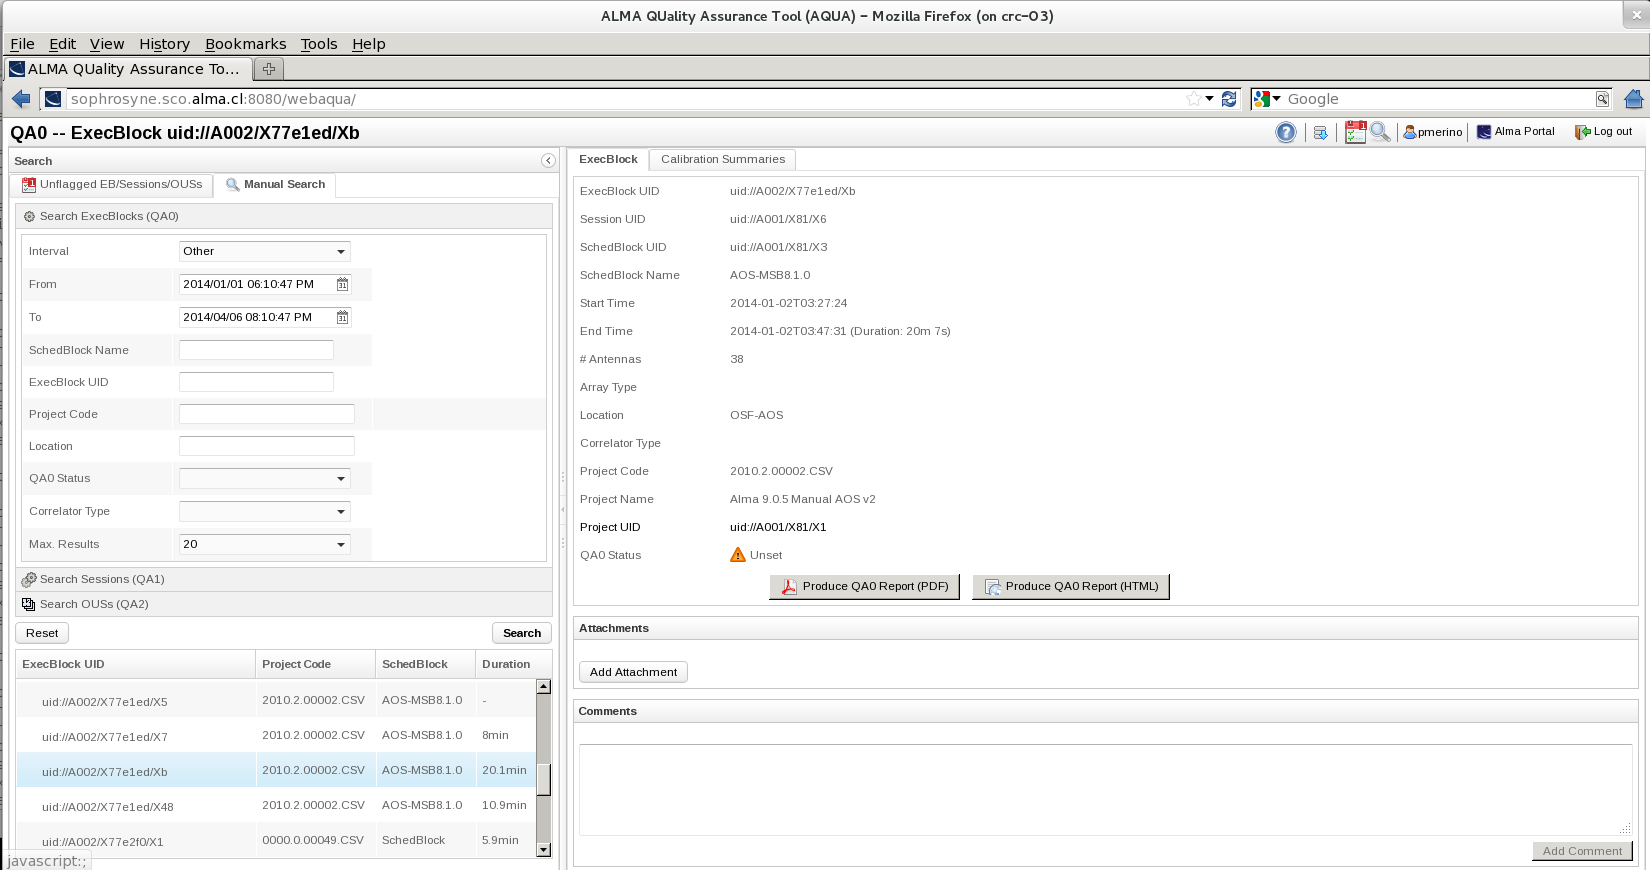 ALMA QUality Assurance Tool (AQUA) - Mozilla Firefox (on crc-03)
File Edit View History Bookmarks Tools Help
ALMA QUality Assurance To...
sophrosyne.sco.alma.cl:8080/webaqua/
Google
QA0 -- ExecBlock uid://A002/X77e1ed/Xb
pmerino Alma Portal Log out
Search
Unflagged EB/Sessions/OUSs Manual Search
Search ExecBlocks (QA0)
Interval Other
From 2014/01/01 06:10:47 PM
To 2014/04/06 08:10:47 PM
SchedBlock Name
ExecBlock UID
Project Code
Location
QA0 Status
Correlator Type
Max. Results 20
Search Sessions (QA1)
Search OUSs (QA2)
Reset Search
ExecBlock UID Project Code SchedBlock Duration
uid://A002/X77e1ed/X5 2010.2.00002.CSV AOS-MSB8.1.0 -
uid://A002/X77e1ed/X7 2010.2.00002.CSV AOS-MSB8.1.0 8min
uid://A002/X77e1ed/Xb 2010.2.00002.CSV AOS-MSB8.1.0 20.1min
uid://A002/X77e1ed/X48 2010.2.00002.CSV AOS-MSB8.1.0 10.9min
uid://A002/X77e2f0/X1 0000.0.00049.CSV SchedBlock 5.9min
javascript:;
ExecBlock Calibration Summaries
ExecBlock UID uid://A002/X77e1ed/Xb
Session UID uid://A001/X81/X6
SchedBlock UID uid://A001/X81/X3
SchedBlock Name AOS-MSB8.1.0
Start Time 2014-01-02T03:27:24
End Time 2014-01-02T03:47:31 (Duration: 20m 7s)
# Antennas 38
Array Type
Location OSF-AOS
Correlator Type
Project Code 2010.2.00002.CSV
Project Name Alma 9.0.5 Manual AOS v2
Project UID uid://A001/X81/X1
QA0 Status Unset
Produce QA0 Report (PDF) Produce QA0 Report (HTML)
Attachments
Add Attachment
Comments
Add Comment